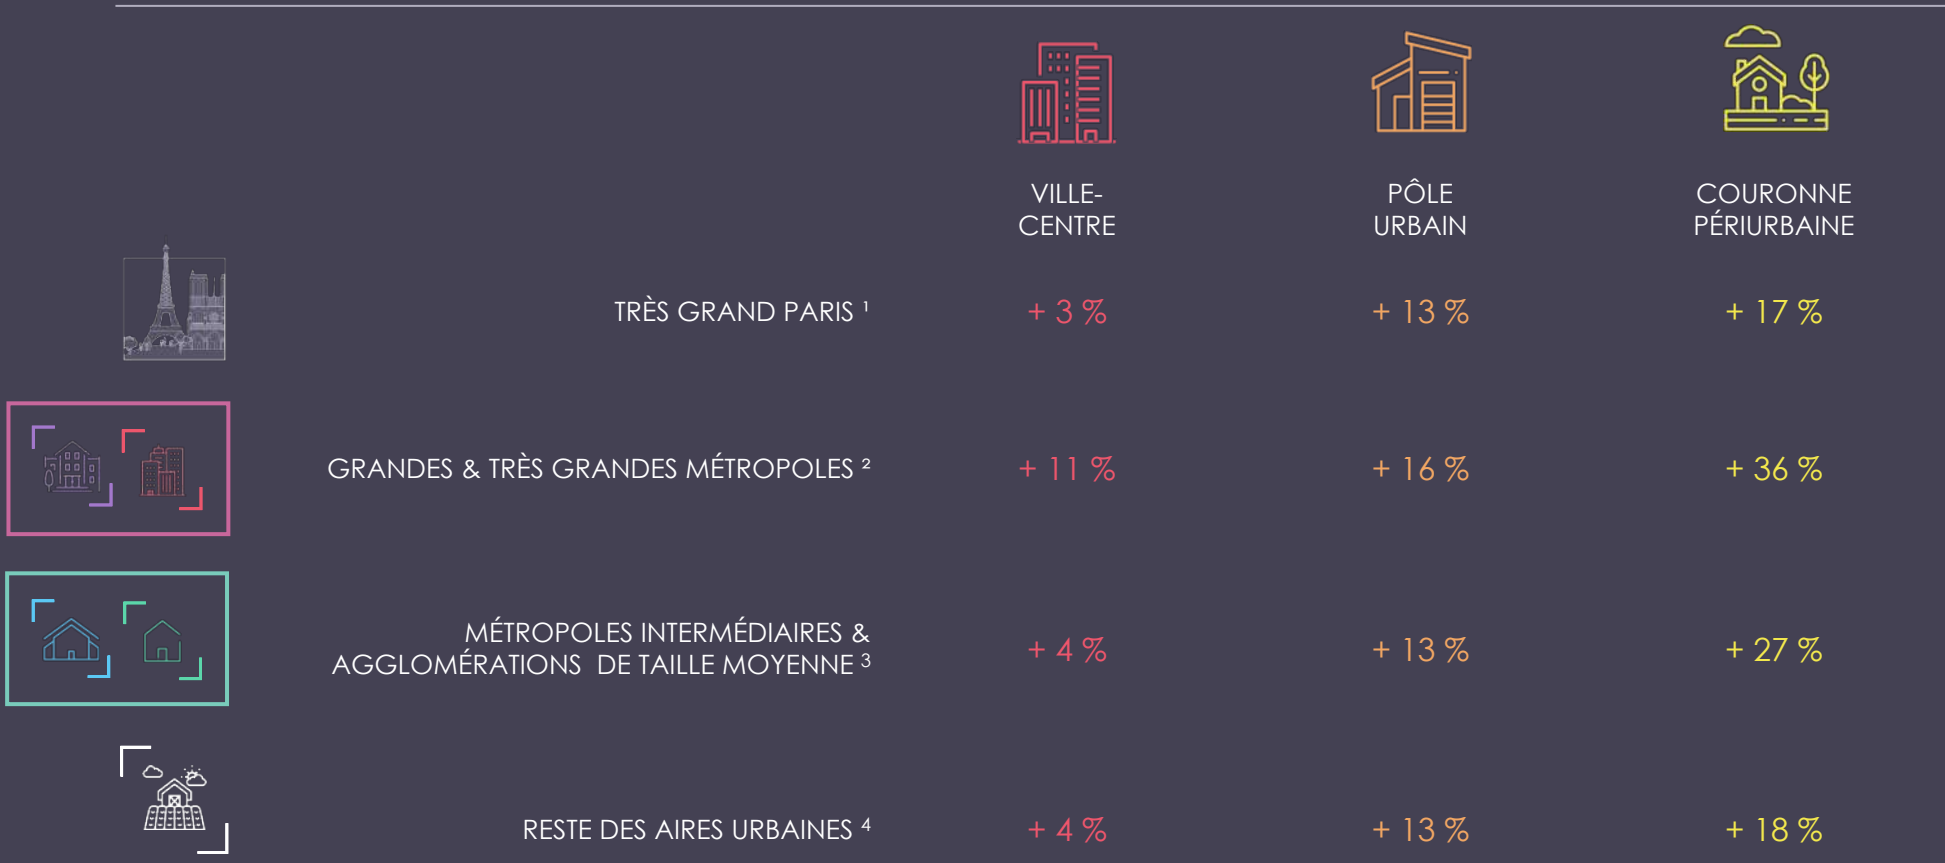 VILLE-
CENTRE
PÔLE
URBAIN
COURONNE
PÉRIURBAINE
TRÈS GRAND PARIS ¹ + 3 % + 13 % + 17 %
GRANDES & TRÈS GRANDES MÉTROPOLES ² + 11 % + 16 % + 36 %
MÉTROPOLES INTERMÉDIAIRES &
AGGLOMÉRATIONS DE TAILLE MOYENNE ³ + 4 % + 13 % + 27 %
RESTE DES AIRES URBAINES ⁴ + 4 % + 13 % + 18 %